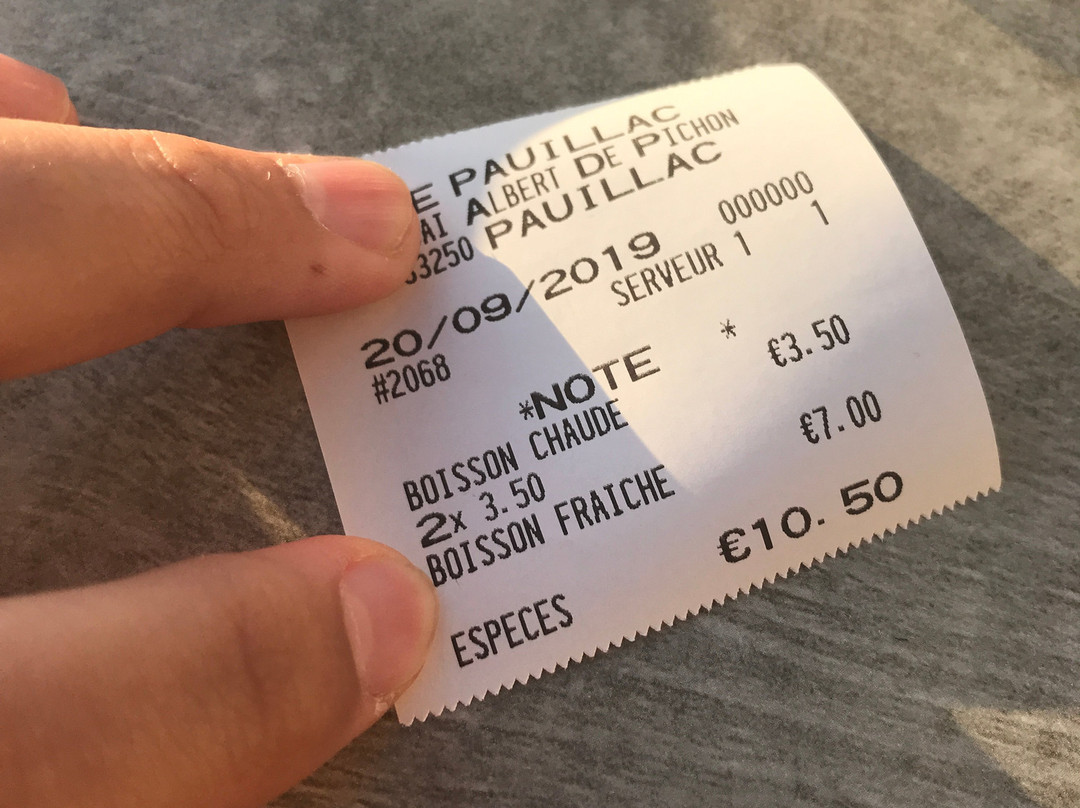 E PAUILLAC
AI ALBERT DE PICHON
3250 PAUILLAC
20/09/2019 000000
#2068 SERVEUR 1 1
*NOTE *
BOISSON CHAUDE €3.50
2x 3.50
BOISSON FRAICHE €7.00
ESPECES €10.50